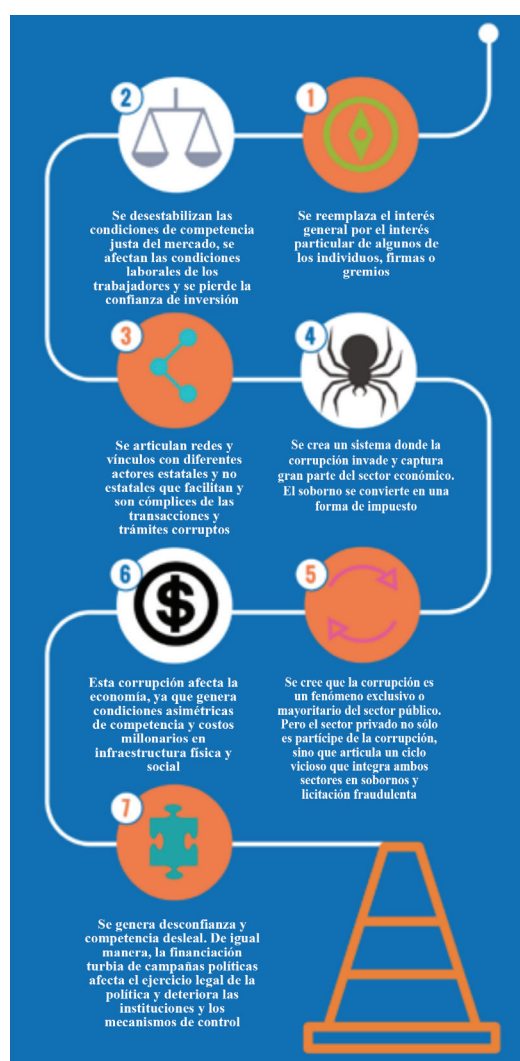 1
Se reemplaza el interés
general por el interés
particular de algunos de
los individuos, firmas o
gremios
2
Se desestabilizan las
condiciones de competencia
justa del mercado, se
afectan las condiciones
laborales de los
trabajadores y se pierde la
confianza de inversión
3
Se articulan redes y
vínculos con diferentes
actores estatales y no
estatales que facilitan y
son cómplices de las
transacciones y
trámites corruptos
4
Se crea un sistema donde la
corrupción invade y captura
gran parte del sector económico.
El soborno se convierte en una
forma de impuesto
5
Se cree que la corrupción es
un fenómeno exclusivo o
mayoritario del sector público.
Pero el sector privado no sólo
es partícipe de la corrupción,
sino que articula un ciclo
vicioso que integra ambos
sectores en sobornos y
licitación fraudulenta
6
$
Esta corrupción afecta la
economía, ya que genera
condiciones asimétricas
de competencia y costos
millonarios en
infraestructura física y
social
7
Se genera desconfianza y
competencia desleal. De igual
manera, la financiación
turbia de campañas políticas
afecta el ejercicio legal de la
política y deteriora las
instituciones y los
mecanismos de control